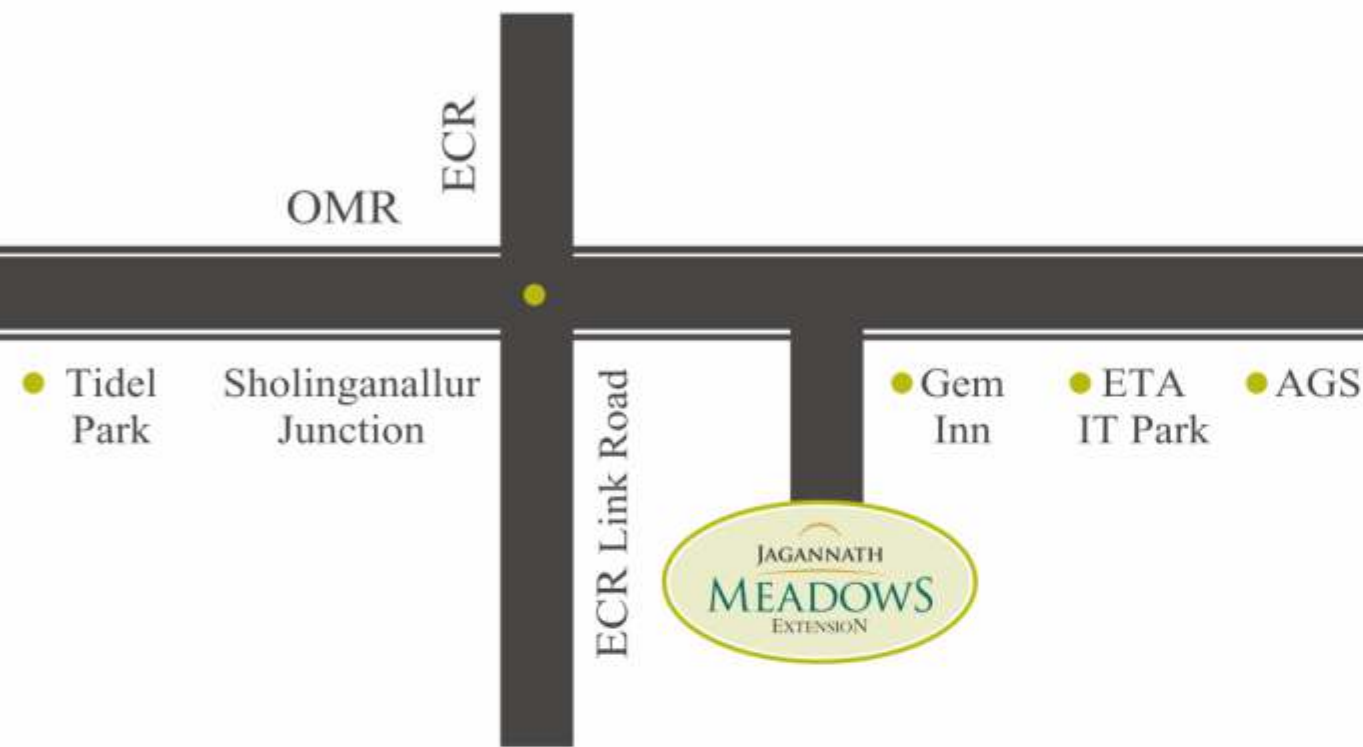 ECR
OMR
Tidel
Park
Sholinganallur
Junction
ECR Link Road
Gem
Inn
ETA
IT Park
AGS
JAGANNATH
MEADOWS
EXTENSION